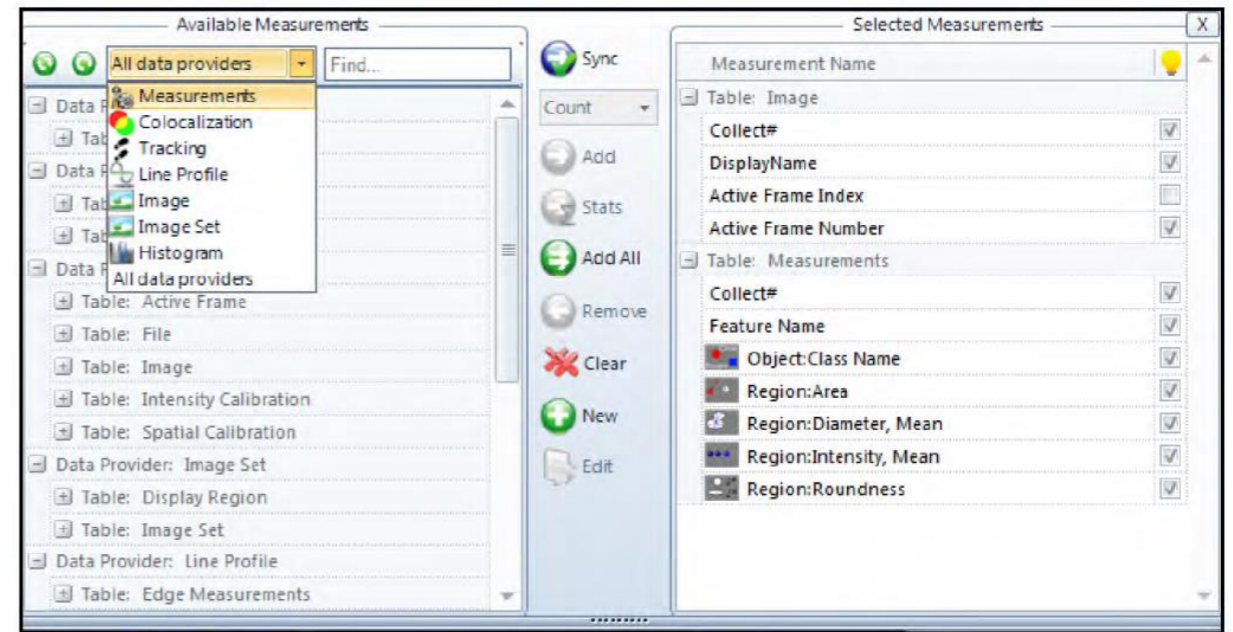 Available Measurements
All data providers
Find...
Measurements
Colocalization
Tracking
Line Profile
Image
Image Set
Histogram
All data providers
Data P
Tab
Data P
Tab
Tab
Data P
Table: Active Frame
Table: File
Table: Image
Table: Intensity Calibration
Table: Spatial Calibration
Data Provider: Image Set
Table: Display Region
Table: Image Set
Data Provider: Line Profile
Table: Edge Measurements
Sync
Count
Add
Stats
Add All
Remove
Clear
New
Edit
Selected Measurements
X
Measurement Name
Table: Image
Collect#
DisplayName
Active Frame Index
Active Frame Number
Table: Measurements
Collect#
Feature Name
Object:Class Name
Region:Area
Region:Diameter, Mean
Region:Intensity, Mean
Region:Roundness